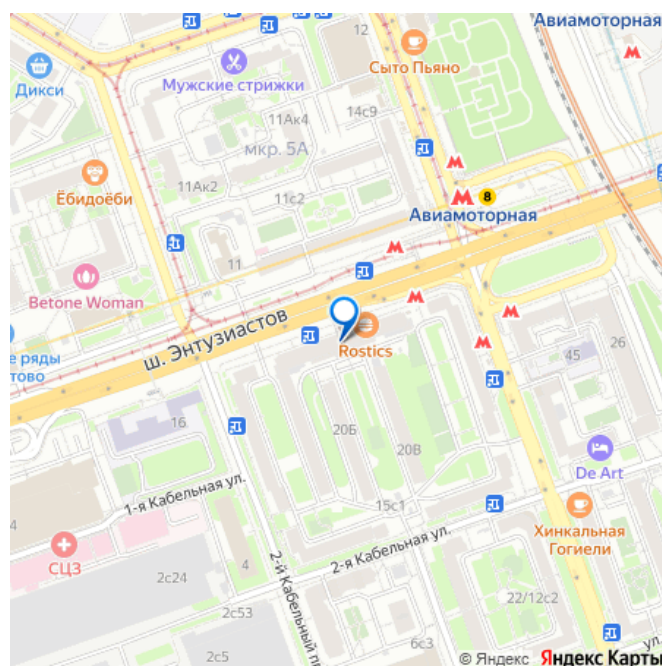 12
Авиамоторная
Сыто Пьяно
Дикси
Мужские стрижки
14с9
11Ак4
мкр. 5А
Ёбидоёби
11Ак2
11с2
8
Авиамоторная
11
Betone Woman
ш. Энтузиастов
Rostics
е ряды
тово
45
26
16
20Б
20В
De Art
1-я Кабельная ул.
15с1
4
2-я Кабельная ул.
Хинкальная
Гогиели
СЦЗ
2с24
4
2-й Кабельный п
22/12с2
2с53
6с3
ул.
2с5
© Яндекс Яндекс Карты